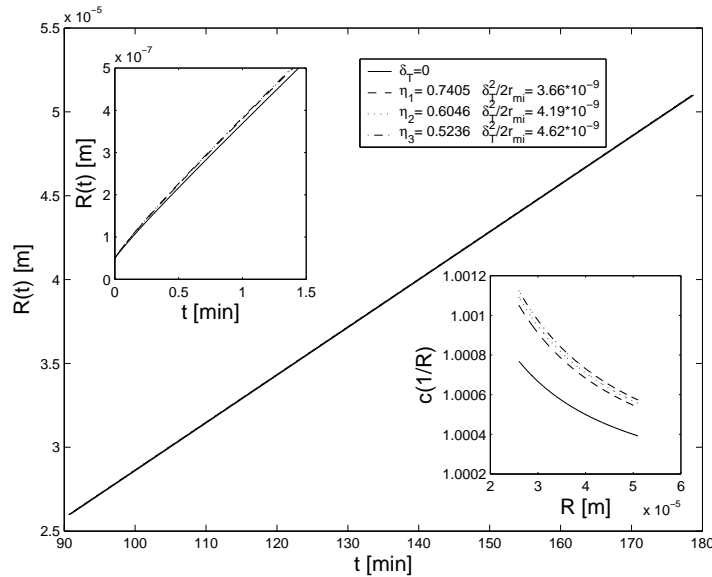 x 10⁻⁵
5.5
5
4.5
4
3.5
3
2.5
R(t) [m]
90
100
110
120
130
140
150
160
170
180
t [min]
x 10⁻⁷
5
4
3
2
1
0
R(t) [m]
0
0.5
1
1.5
t [min]
δ_T=0
η₁= 0.7405 δ_T²/2r_mi= 3.66*10⁻⁹
η₂= 0.6046 δ_T²/2r_mi= 4.19*10⁻⁹
η₃= 0.5236 δ_T²/2r_mi= 4.62*10⁻⁹
1.0012
1.001
1.0008
1.0006
1.0004
1.0002
c(1/R)
2
3
4
5
6
R [m]
x 10⁻⁵